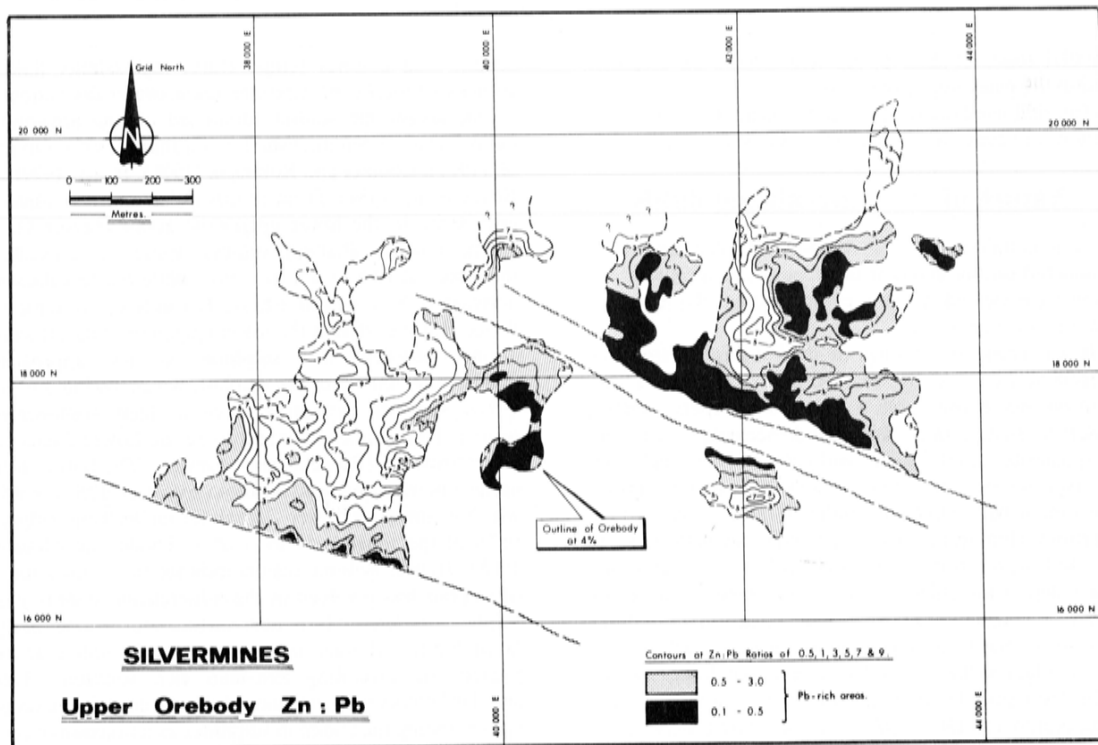 38 000 E
40 000 E
42 000 E
44 000 E
Grid North
N
20 000 N
20 000 N
0 100 200 300
Metres.
? ? ?
? ? ? ?
18 000 N
18 000 N
Outline of Orebody
at 4%
16 000 N
16 000 N
SILVERMINES
Upper Orebody Zn : Pb
Contours at Zn:Pb Ratios of 0.5, 1, 3, 5, 7 & 9.
0.5 - 3.0
Pb-rich areas.
0.1 - 0.5
40 000 E
44 000 E